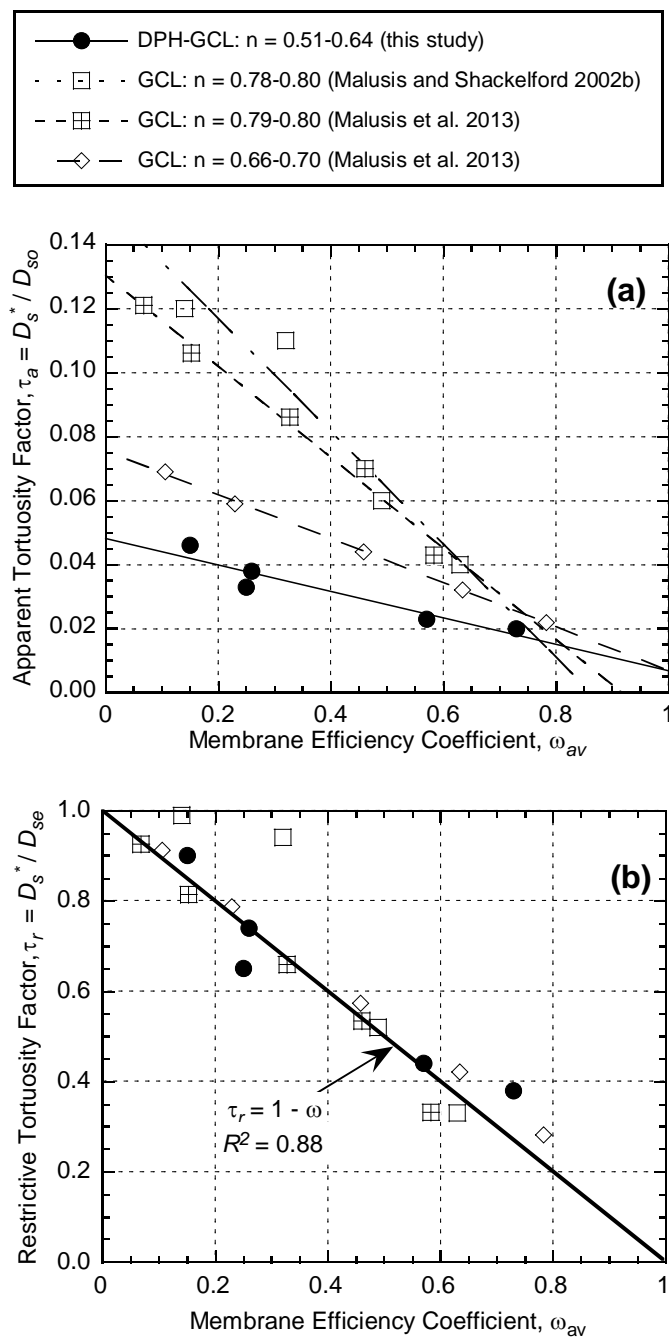 DPH-GCL: n = 0.51-0.64 (this study)
GCL: n = 0.78-0.80 (Malusis and Shackelford 2002b)
GCL: n = 0.79-0.80 (Malusis et al. 2013)
GCL: n = 0.66-0.70 (Malusis et al. 2013)
0.14
(a)
0.12
0.10
0.08
0.06
0.04
0.02
0.00
Apparent Tortuosity Factor, τa = Ds* / Dso
0 0.2 0.4 0.6 0.8 1
Membrane Efficiency Coefficient, ωav
1.0
(b)
0.8
0.6
0.4
0.2
0.0
Restrictive Tortuosity Factor, τr = Ds* / Dse
τr = 1 - ω
R2 = 0.88
0 0.2 0.4 0.6 0.8 1
Membrane Efficiency Coefficient, ωav